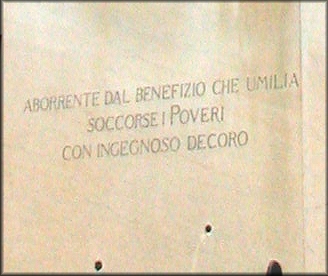 ABORRENTE DAL BENEFIZIO CHE UMILIA
SOCCORSE I POVERI
CON INGEGNOSO DECORO